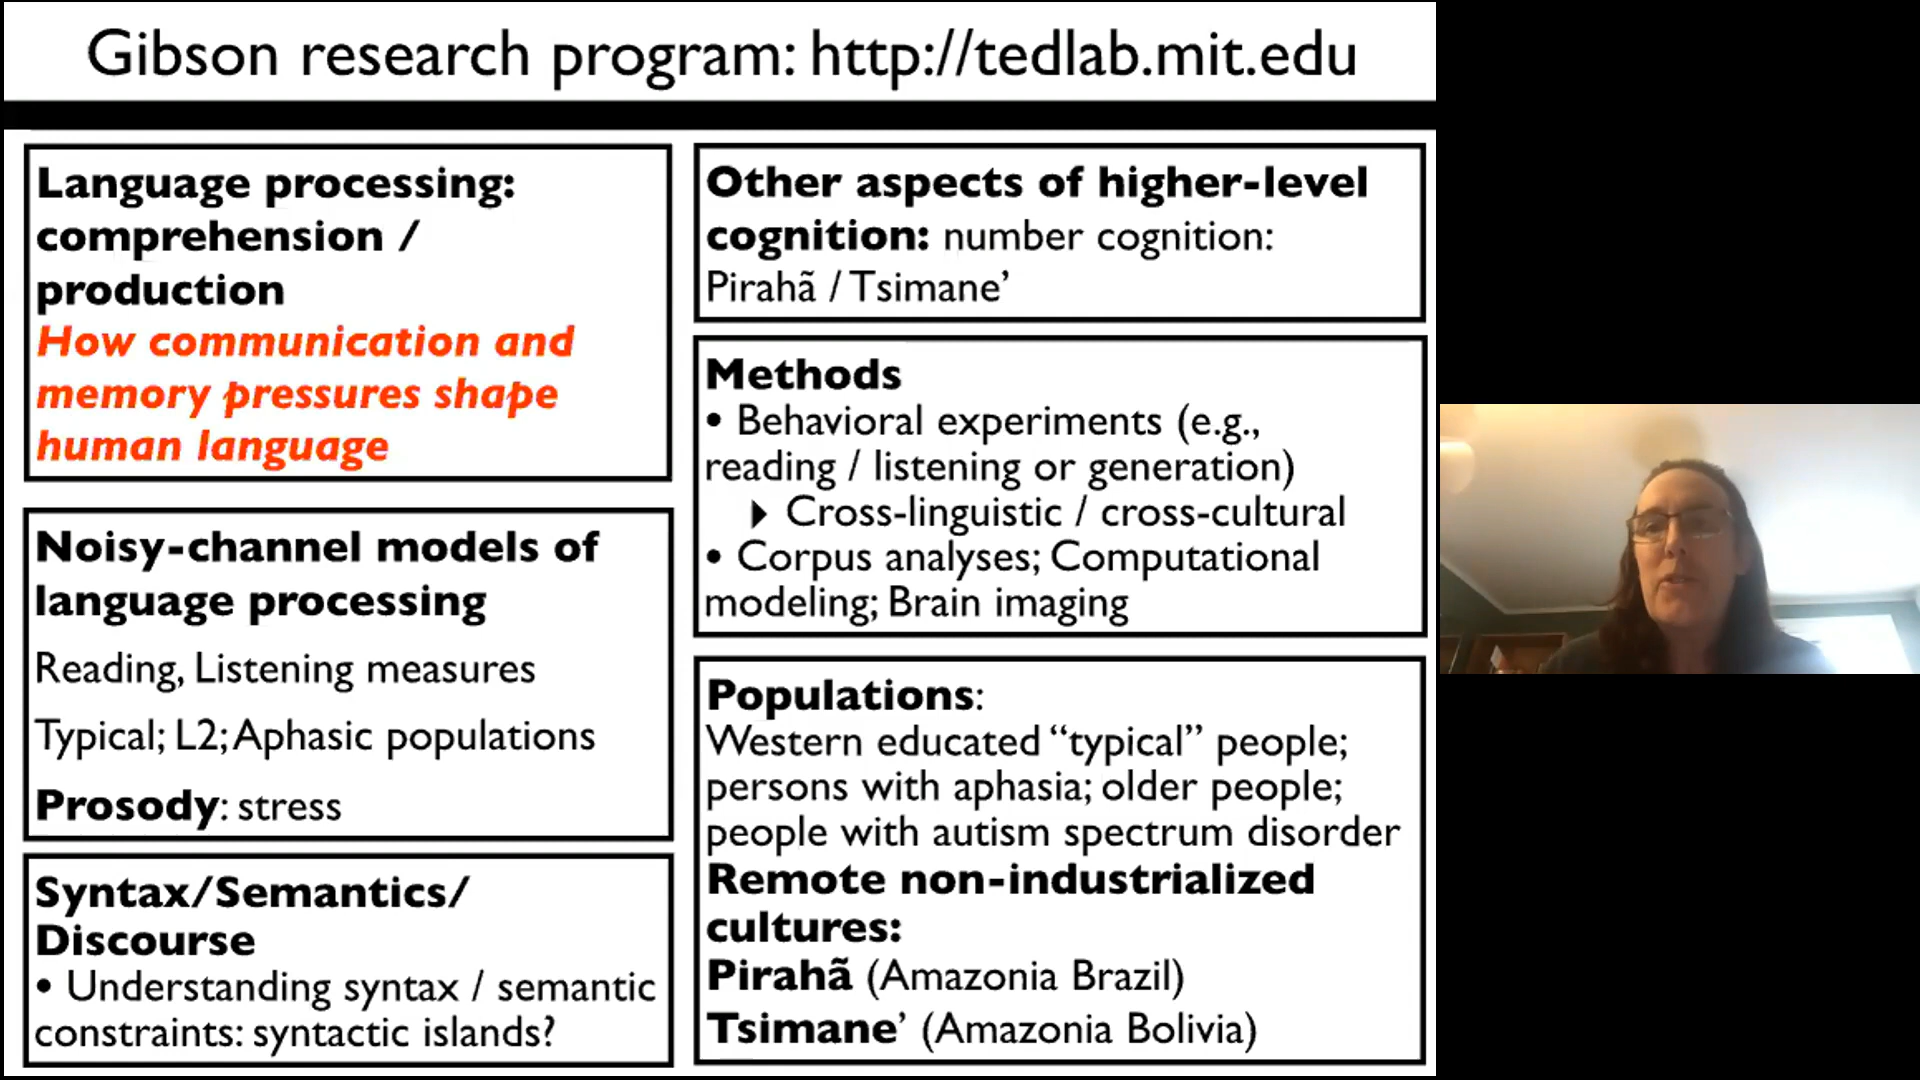 Gibson research program: http://tedlab.mit.edu
Language processing:
comprehension /
production
How communication and
memory pressures shape
human language
Noisy-channel models of
language processing
Reading, Listening measures
Typical; L2; Aphasic populations
Prosody: stress
Syntax/Semantics/
Discourse
• Understanding syntax / semantic
constraints: syntactic islands?
Other aspects of higher-level
cognition: number cognition:
Pirahã / Tsimane’
Methods
• Behavioral experiments (e.g.,
reading / listening or generation)
‣ Cross-linguistic / cross-cultural
• Corpus analyses; Computational
modeling; Brain imaging
Populations:
Western educated “typical” people;
persons with aphasia; older people;
people with autism spectrum disorder
Remote non-industrialized
cultures:
Pirahã (Amazonia Brazil)
Tsimane’ (Amazonia Bolivia)